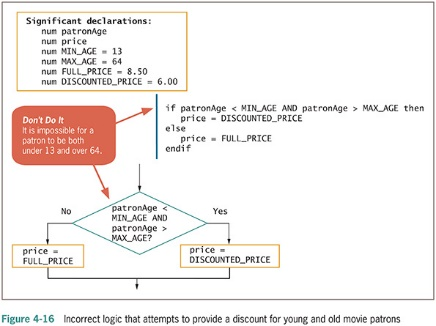 Significant declarations:
num patronAge
num price
num MIN_AGE = 13
num MAX_AGE = 64
num FULL_PRICE = 8.50
num DISCOUNTED_PRICE = 6.00
if patronAge < MIN_AGE AND patronAge > MAX_AGE then
price = DISCOUNTED_PRICE
else
price = FULL_PRICE
endif
Don't Do It
It is impossible for a
patron to be both
under 13 and over 64.
No
patronAge <
MIN_AGE AND
patronAge >
MAX_AGE?
Yes
price =
FULL_PRICE
price =
DISCOUNTED_PRICE
Figure 4-16 Incorrect logic that attempts to provide a discount for young and old movie patrons